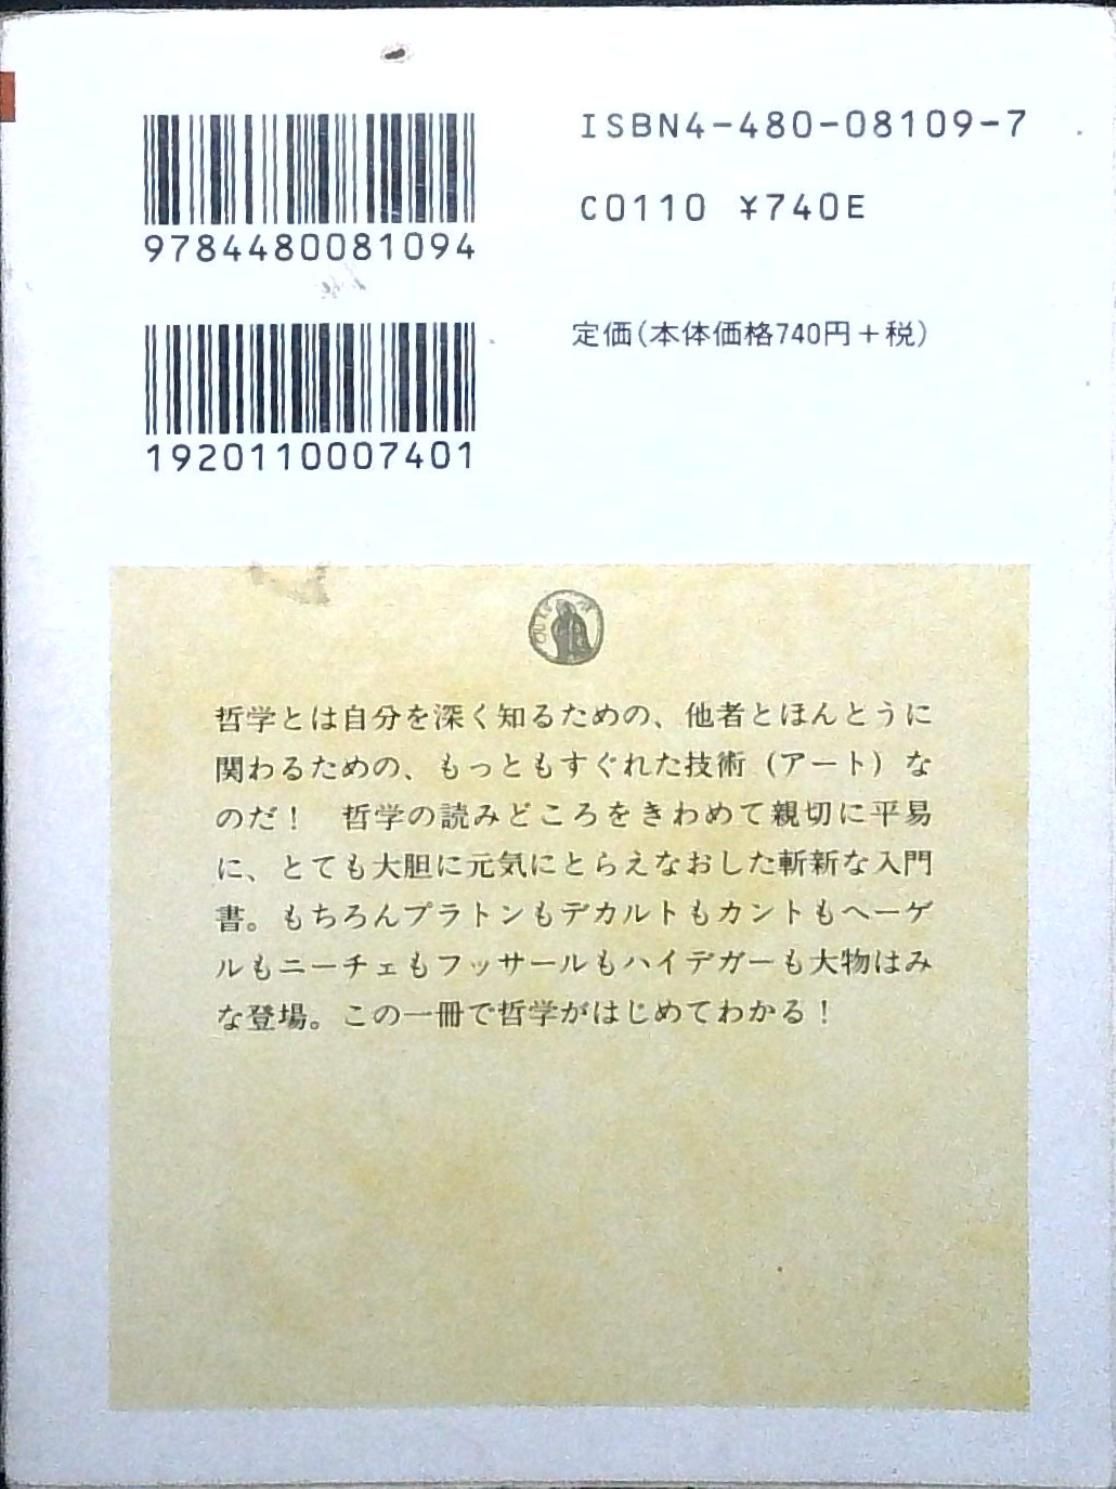 ISBN4-480-08109-7
9784480081094
C0110 ¥740E
1920110007401
定価(本体価格740円+税)
哲学とは自分を深く知るための、他者とほんとうに
関わるための、もっともすぐれた技術（アート）な
のだ！　哲学の読みどころをきわめて親切に平易
に、とても大胆に元気にとらえなおした斬新な入門
書。もちろんプラトンもデカルトもカントもヘーゲ
ルもニーチェもフッサールもハイデガーも大物はみ
な登場。この一冊で哲学がはじめてわかる！